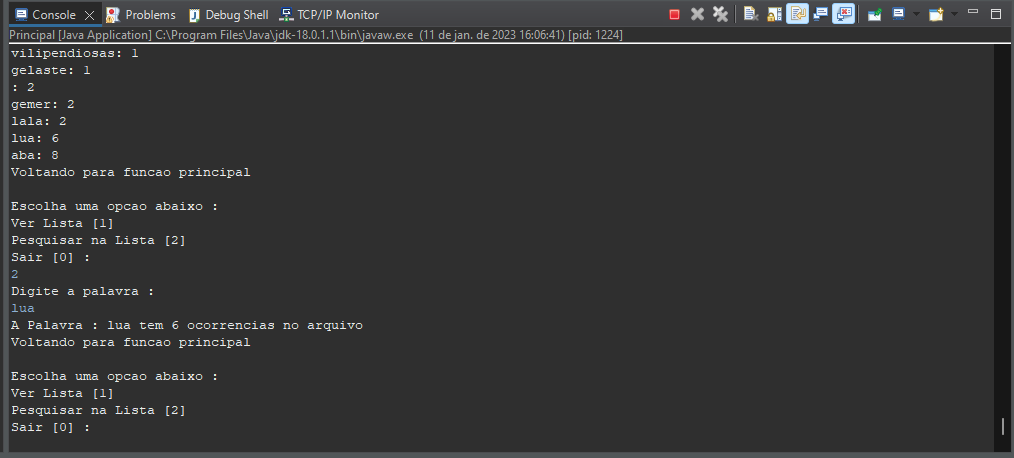 Console Problems Debug Shell TCP/IP Monitor
Principal [Java Application] C:\Program Files\Java\jdk-18.0.1.1\bin\javaw.exe (11 de jan. de 2023 16:06:41) [pid: 1224]
vilipendiosas: 1
gelaste: 1
: 2
gemer: 2
lala: 2
lua: 6
aba: 8
Voltando para funcao principal
Escolha uma opcao abaixo :
Ver Lista [1]
Pesquisar na Lista [2]
Sair [0] :
2
Digite a palavra :
lua
A Palavra : lua tem 6 ocorrencias no arquivo
Voltando para funcao principal
Escolha uma opcao abaixo :
Ver Lista [1]
Pesquisar na Lista [2]
Sair [0] :